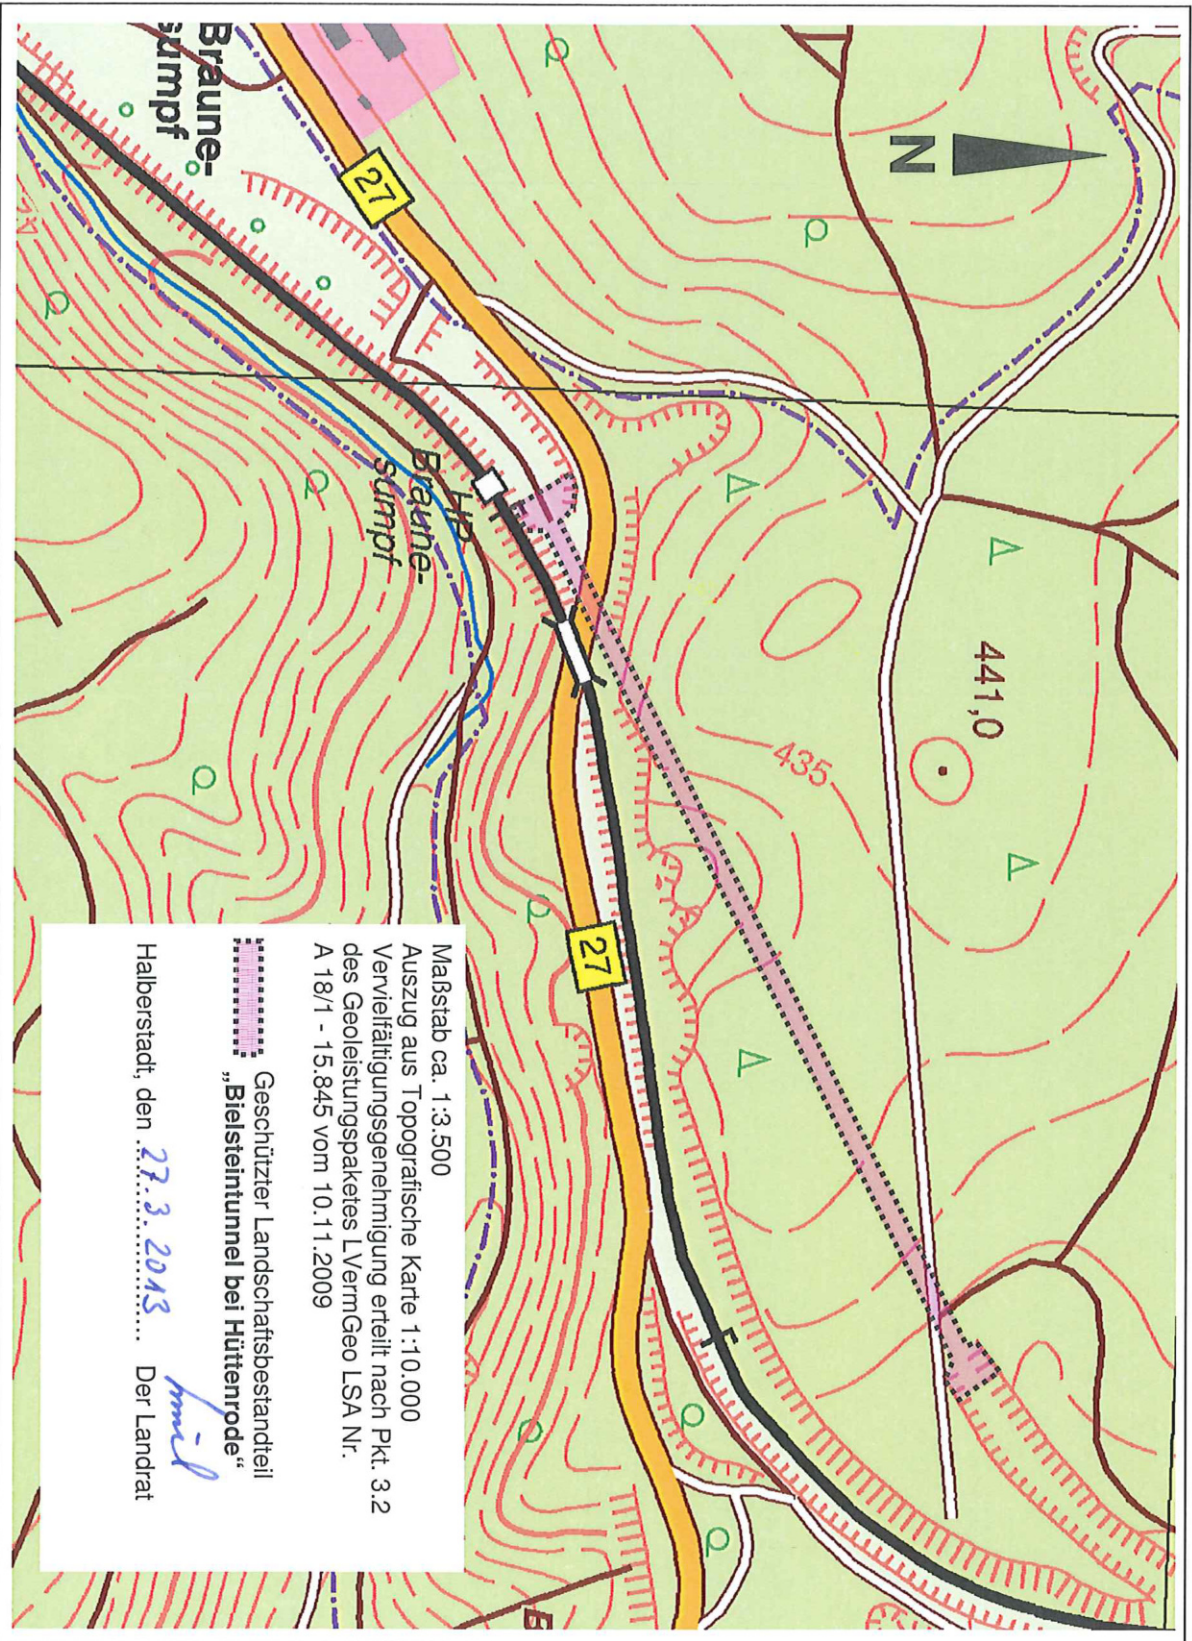 Braune-
sumpf
27
N
HP
Braune-
sumpf
441,0
435
27
Maßstab ca. 1:3.500
Auszug aus Topografische Karte 1:10.000
Vervielfältigungsgenehmigung erteilt nach Pkt. 3.2
des Geoleistungspaketes LVermGeo LSA Nr.
A 18/1 - 15.845 vom 10.11.2009
Geschützter Landschaftsbestandteil
„Bielsteintunnel bei Hüttenrode“
Halberstadt, den 27.3.2013 Der Landrat